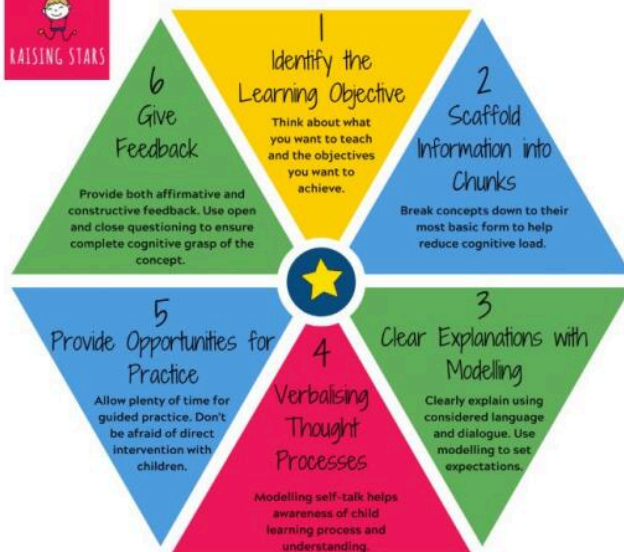 RAISING STARS
1
Identify the
Learning Objective
Think about what
you want to teach
and the objectives
you want to
achieve.
2
Scaffold
Information into
Chunks
Break concepts down to their
most basic form to help
reduce cognitive load.
3
Clear Explanations with
Modelling
Clearly explain using
considered language
and dialogue. Use
modelling to set
expectations.
4
Verbalising
Thought
Processes
Modelling self-talk helps
awareness of child
learning process and
understanding.
5
Provide Opportunities for
Practice
Allow plenty of time for
guided practice. Don't
be afraid of direct
intervention with
children.
6
Give
Feedback
Provide both affirmative and
constructive feedback. Use open
and close questioning to ensure
complete cognitive grasp of the
concept.